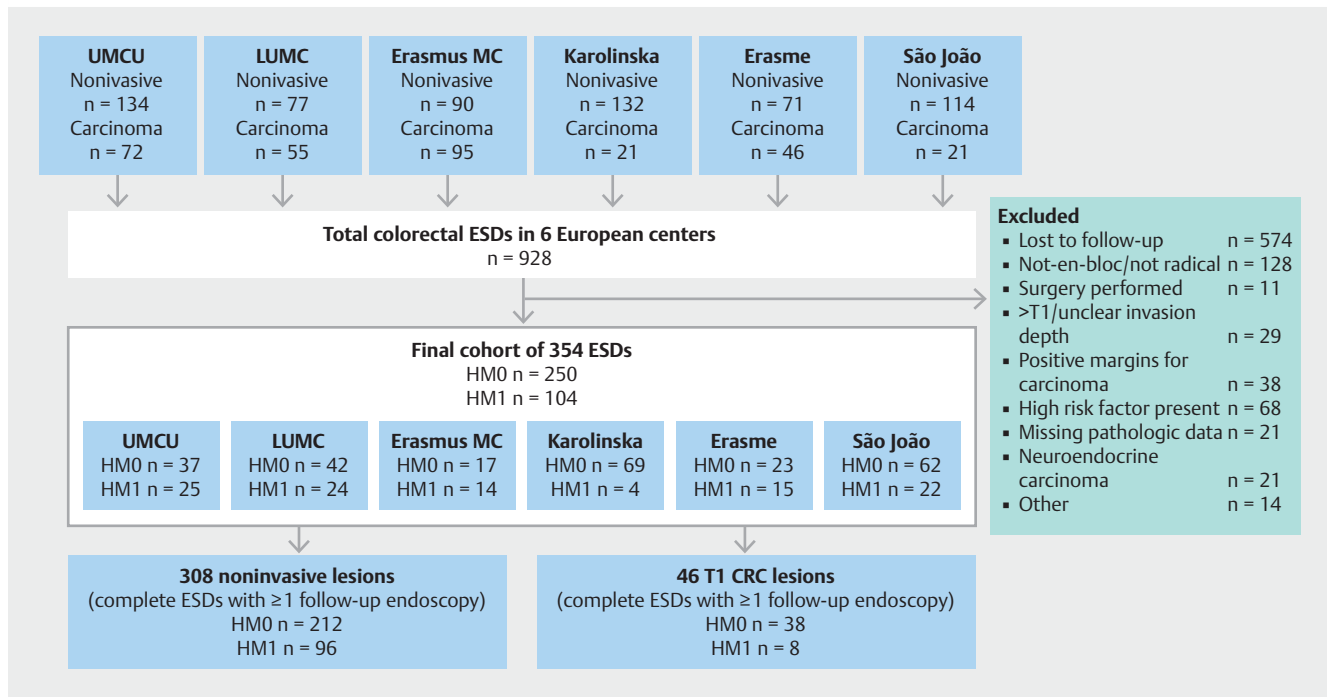 UMCU
Nonivasive
n = 134
Carcinoma
n = 72
LUMC
Nonivasive
n = 77
Carcinoma
n = 55
Erasmus MC
Nonivasive
n = 90
Carcinoma
n = 95
Karolinska
Nonivasive
n = 132
Carcinoma
n = 21
Erasme
Nonivasive
n = 71
Carcinoma
n = 46
São João
Nonivasive
n = 114
Carcinoma
n = 21
Total colorectal ESDs in 6 European centers
n = 928
Excluded
▪ Lost to follow-up n = 574
▪ Not-en-bloc/not radical n = 128
▪ Surgery performed n = 11
▪ >T1/unclear invasion
depth n = 29
▪ Positive margins for
carcinoma n = 38
▪ High risk factor present n = 68
▪ Missing pathologic data n = 21
▪ Neuroendocrine
carcinoma n = 21
▪ Other n = 14
Final cohort of 354 ESDs
HM0 n = 250
HM1 n = 104
UMCU
HM0 n = 37
HM1 n = 25
LUMC
HM0 n = 42
HM1 n = 24
Erasmus MC
HM0 n = 17
HM1 n = 14
Karolinska
HM0 n = 69
HM1 n = 4
Erasme
HM0 n = 23
HM1 n = 15
São João
HM0 n = 62
HM1 n = 22
308 noninvasive lesions
(complete ESDs with ≥1 follow-up endoscopy)
HM0 n = 212
HM1 n = 96
46 T1 CRC lesions
(complete ESDs with ≥1 follow-up endoscopy)
HM0 n = 38
HM1 n = 8